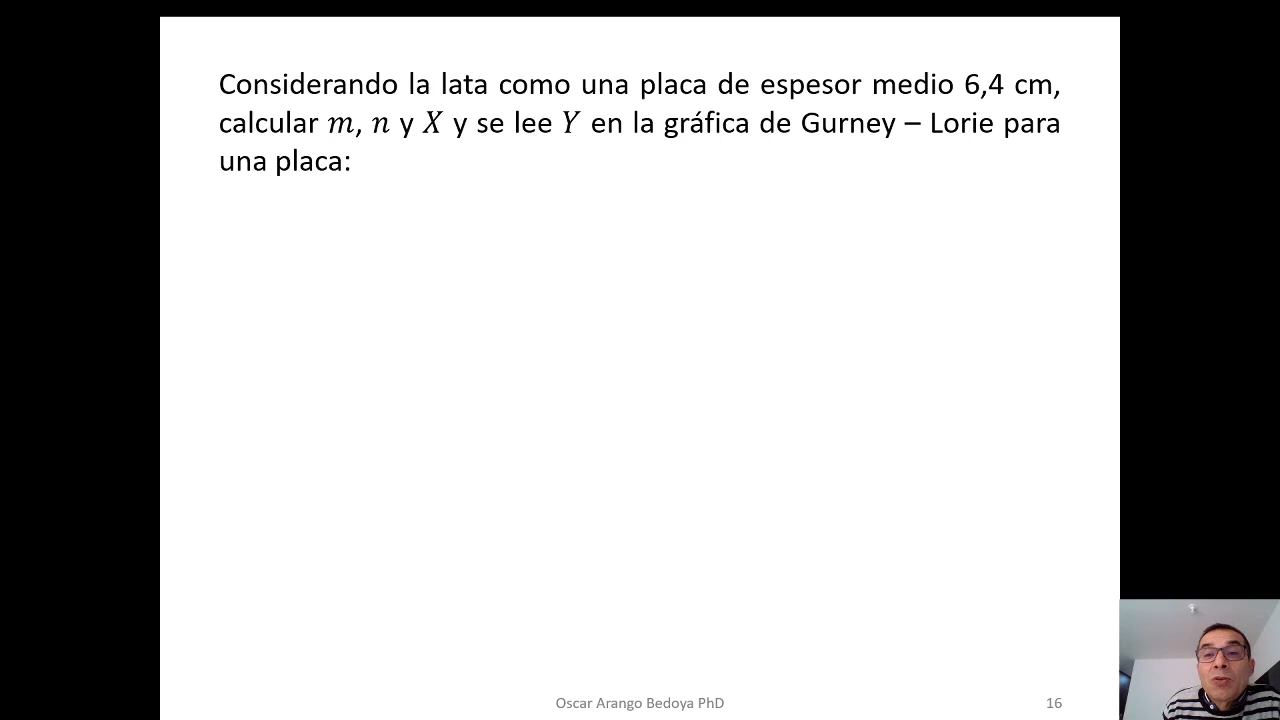 Considerando la lata como una placa de espesor medio 6,4 cm,
calcular m, n y X y se lee Y en la gráfica de Gurney – Lorie para
una placa:
Oscar Arango Bedoya PhD
16